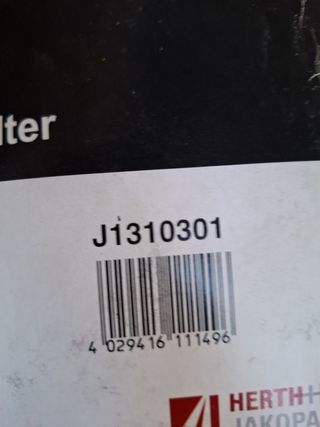 lter
J1310301
4 029416 111496
HERTH+
JAKOPA